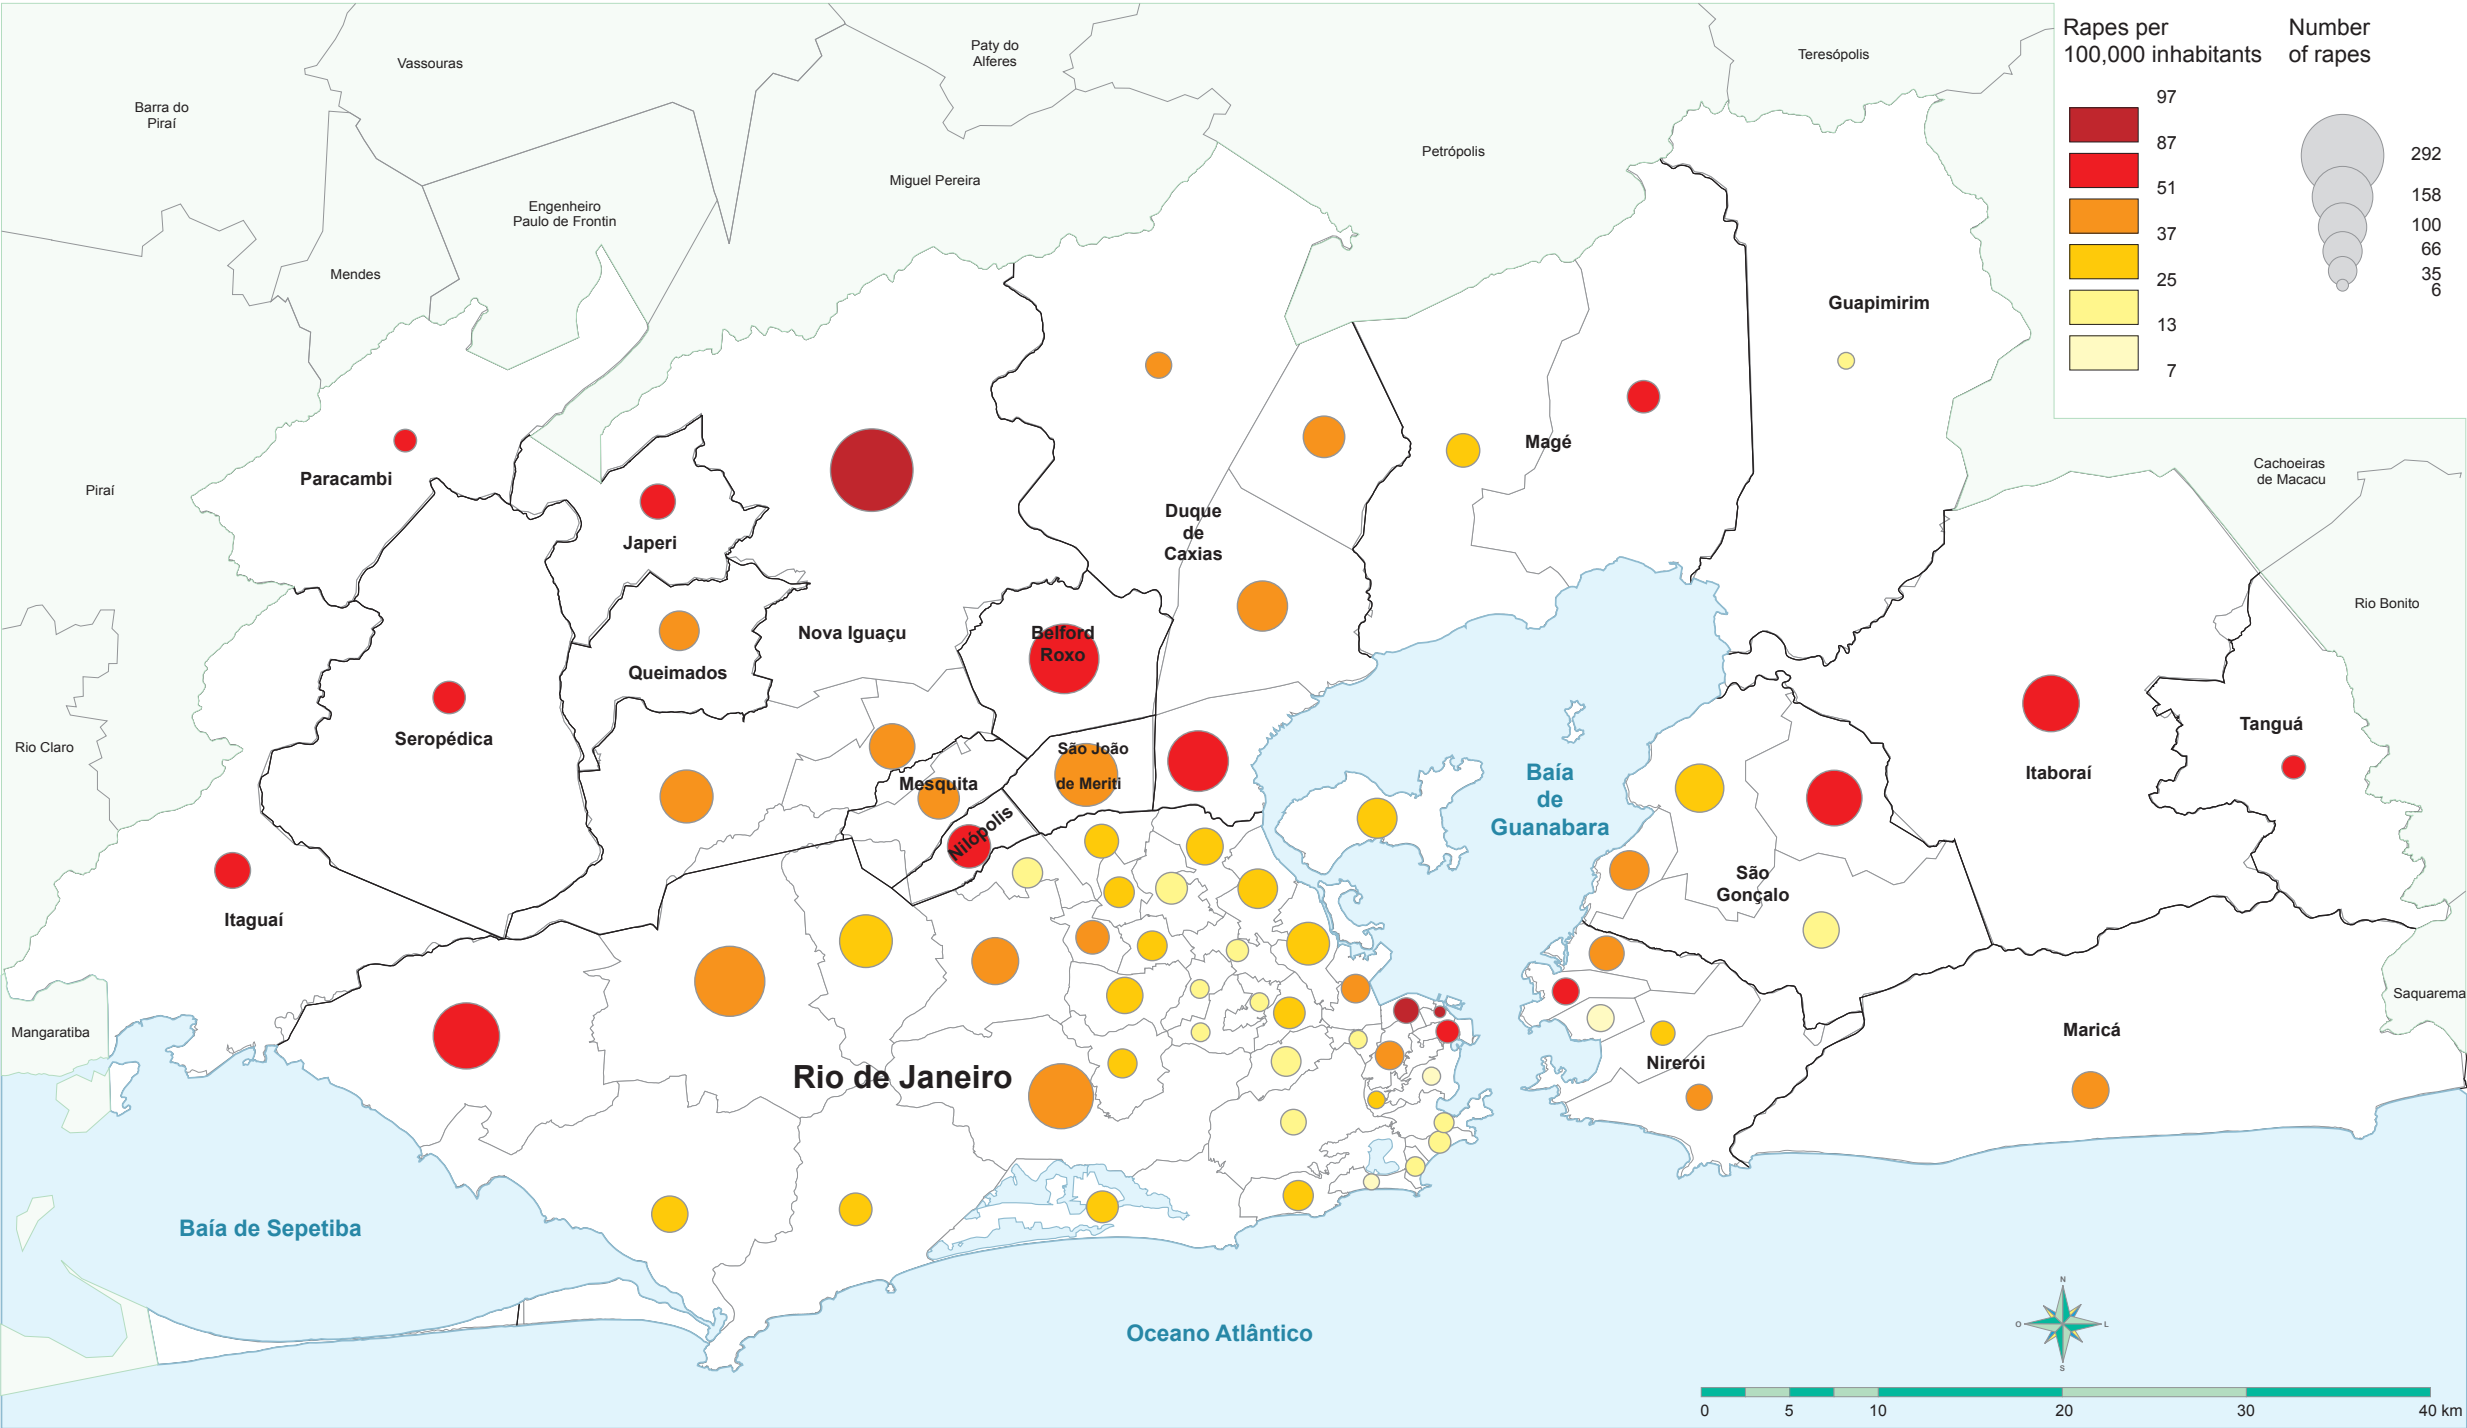 Rapes per
100,000 inhabitants
Number
of rapes
97
87
51
37
25
13
7
292
158
100
66
35
6
Vassouras
Paty do
Alferes
Teresópolis
Barra do
Piraí
Petrópolis
Miguel Pereira
Engenheiro
Paulo de Frontin
Mendes
Guapimirim
Magé
Paracambi
Piraí
Cachoeiras
de Macacu
Japeri
Duque
de
Caxias
Rio Bonito
Nova Iguaçu
Belford
Roxo
Queimados
Seropédica
Rio Claro
Tanguá
São João
de Meriti
Itaboraí
Baía
de
Guanabara
Mesquita
Nilópolis
São
Gonçalo
Itaguaí
Saquarema
Mangaratiba
Maricá
Nirerói
Rio de Janeiro
Baía de Sepetiba
Oceano Atlântico
N
O
L
S
0
5
10
20
30
40 km